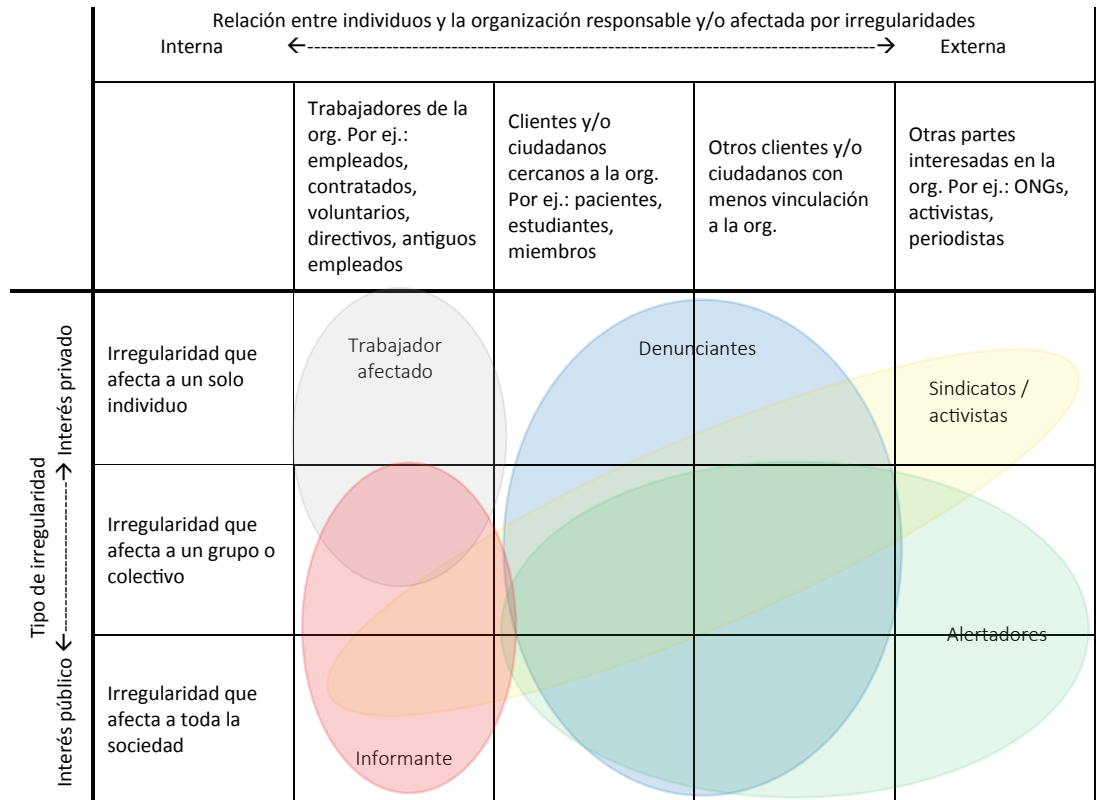 Relación entre individuos y la organización responsable y/o afectada por irregularidades
Interna
Externa
Trabajadores de la
org. Por ej.:
empleados,
contratados,
voluntarios,
directivos, antiguos
empleados
Clientes y/o
ciudadanos
cercanos a la org.
Por ej.: pacientes,
estudiantes,
miembros
Otros clientes y/o
ciudadanos con
menos vinculación
a la org.
Otras partes
interesadas en la
org. Por ej.: ONGs,
activistas,
periodistas
Tipo de irregularidad
Interés público
Interés privado
Irregularidad que
afecta a un solo
individuo
Trabajador
afectado
Denunciantes
Sindicatos /
activistas
Irregularidad que
afecta a un grupo o
colectivo
Alertadores
Irregularidad que
afecta a toda la
sociedad
Informante